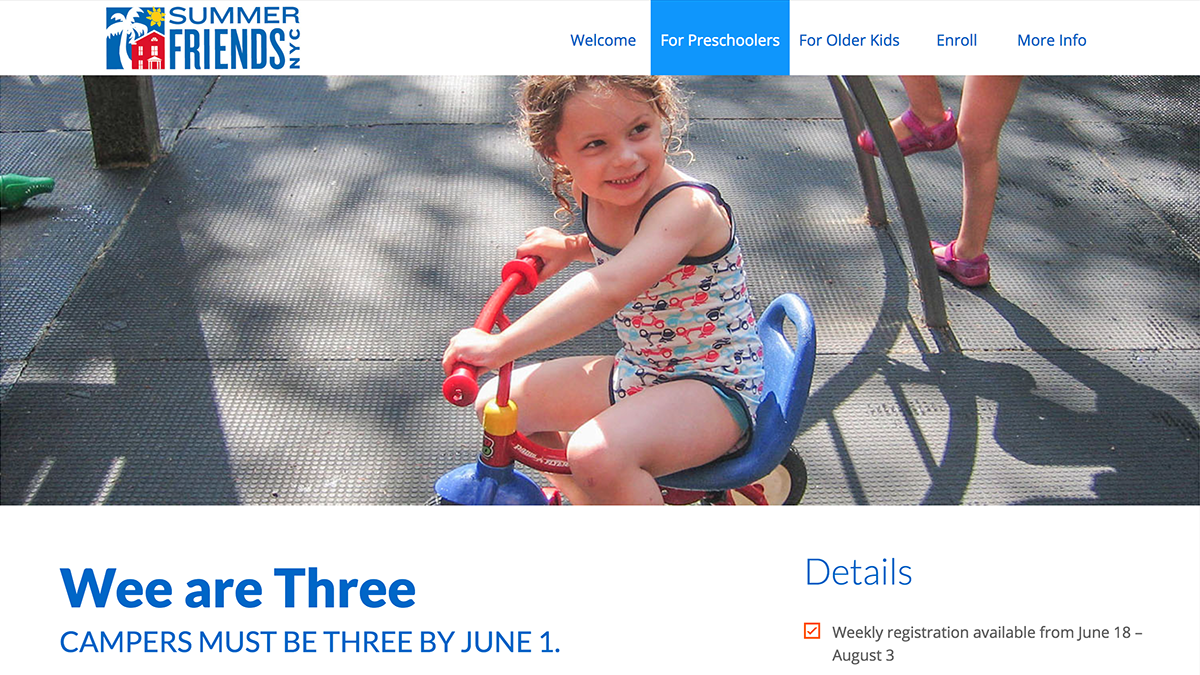 SUMMER
FRIENDS
NYC
Welcome
For Preschoolers
For Older Kids
Enroll
More Info
Wee are Three
CAMPERS MUST BE THREE BY JUNE 1.
Details
Weekly registration available from June 18 –
August 3